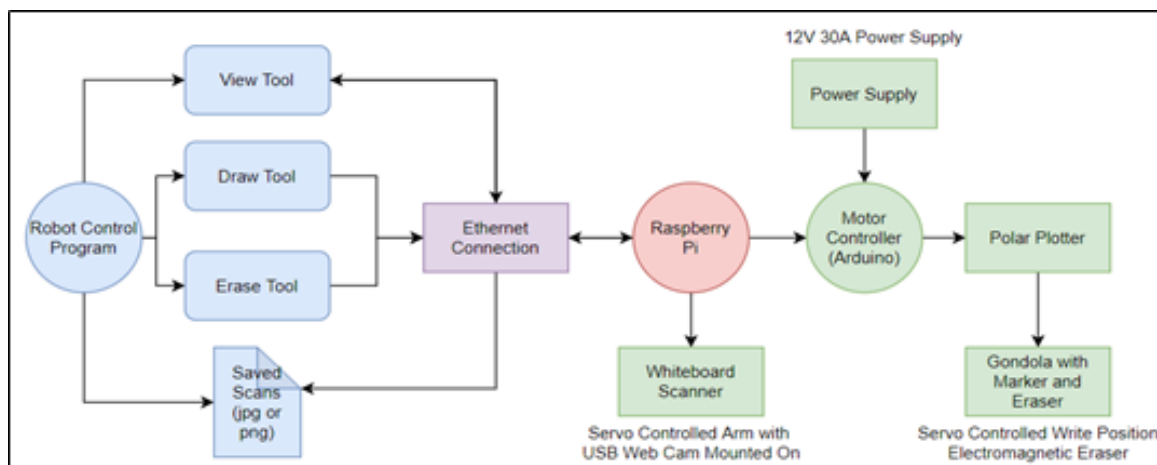 12V 30A Power Supply
View Tool
Power Supply
Draw Tool
Robot Control
Program
Ethernet
Connection
Raspberry
Pi
Motor
Controller
(Arduino)
Polar Plotter
Erase Tool
Saved
Scans
(jpg or
png)
Whiteboard
Scanner
Gondola with
Marker and
Eraser
Servo Controlled Arm with
USB Web Cam Mounted On
Servo Controlled Write Position
Electromagnetic Eraser